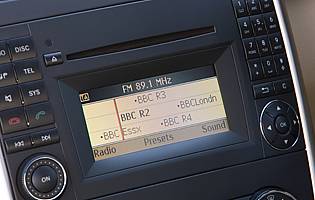 FM 89.1 MHz
•BBC R3
•BBCLondn
BBC R2
•BBC Essx
•BBC R4
Radio Presets Sound
DISC
TEL
SYS
ON